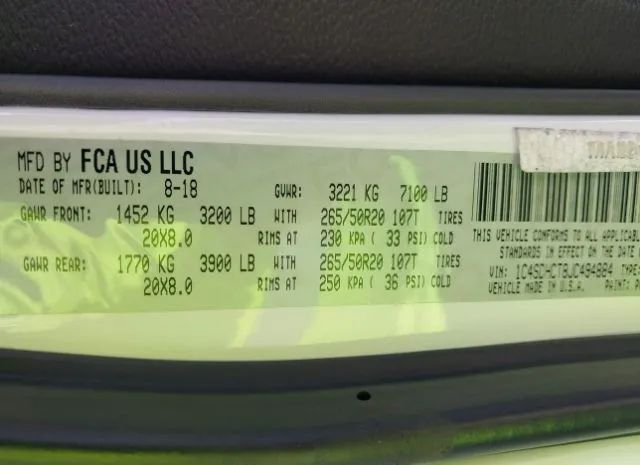 MFD BY FCA US LLC
DATE OF MFR(BUILT): 8-18 GVWR: 3221 KG 7100 LB
GAWR FRONT: 1452 KG 3200 LB WITH 265/50R20 107T TIRES
20X8.0 RIMS AT 230 KPA ( 33 PSI) COLD
GAWR REAR: 1770 KG 3900 LB WITH 265/50R20 107T TIRES
20X8.0 RIMS AT 250 KPA ( 36 PSI) COLD
THIS VEHICLE CONFORMS TO ALL APPLICABLE
STANDARDS IN EFFECT ON THE DATE
VIN: TYPE:
MADE IN U.S.A. PAINT: